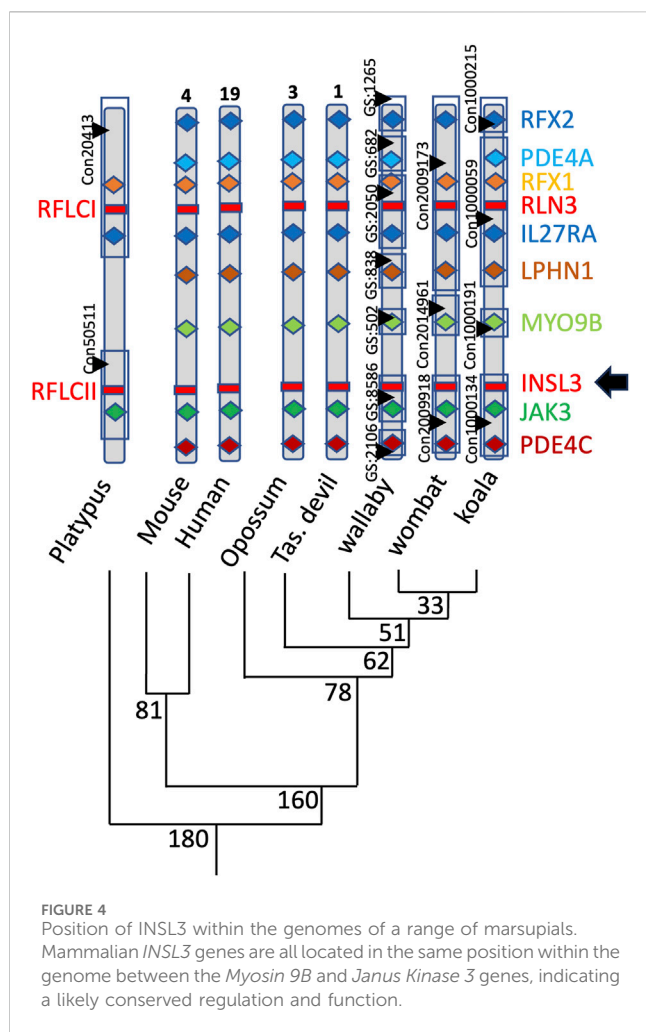 4
19
3
1
Con20413
GS:1265
GS:682
GS:2050
GS:838
GS:502
GS:8586
GS:2106
Con2009173
Con2014961
Con2009918
Con1000215
Con1000059
Con1000191
Con1000134
Con50511
RFLCI
RFLCII
RFX2
PDE4A
RFX1
RLN3
IL27RA
LPHN1
MYO9B
INSL3
JAK3
PDE4C
Platypus
Mouse
Human
Opossum
Tas. devil
wallaby
wombat
koala
33
51
62
78
81
160
180
FIGURE 4
Position of INSL3 within the genomes of a range of marsupials.
Mammalian INSL3 genes are all located in the same position within the
genome between the Myosin 9B and Janus Kinase 3 genes, indicating
a likely conserved regulation and function.